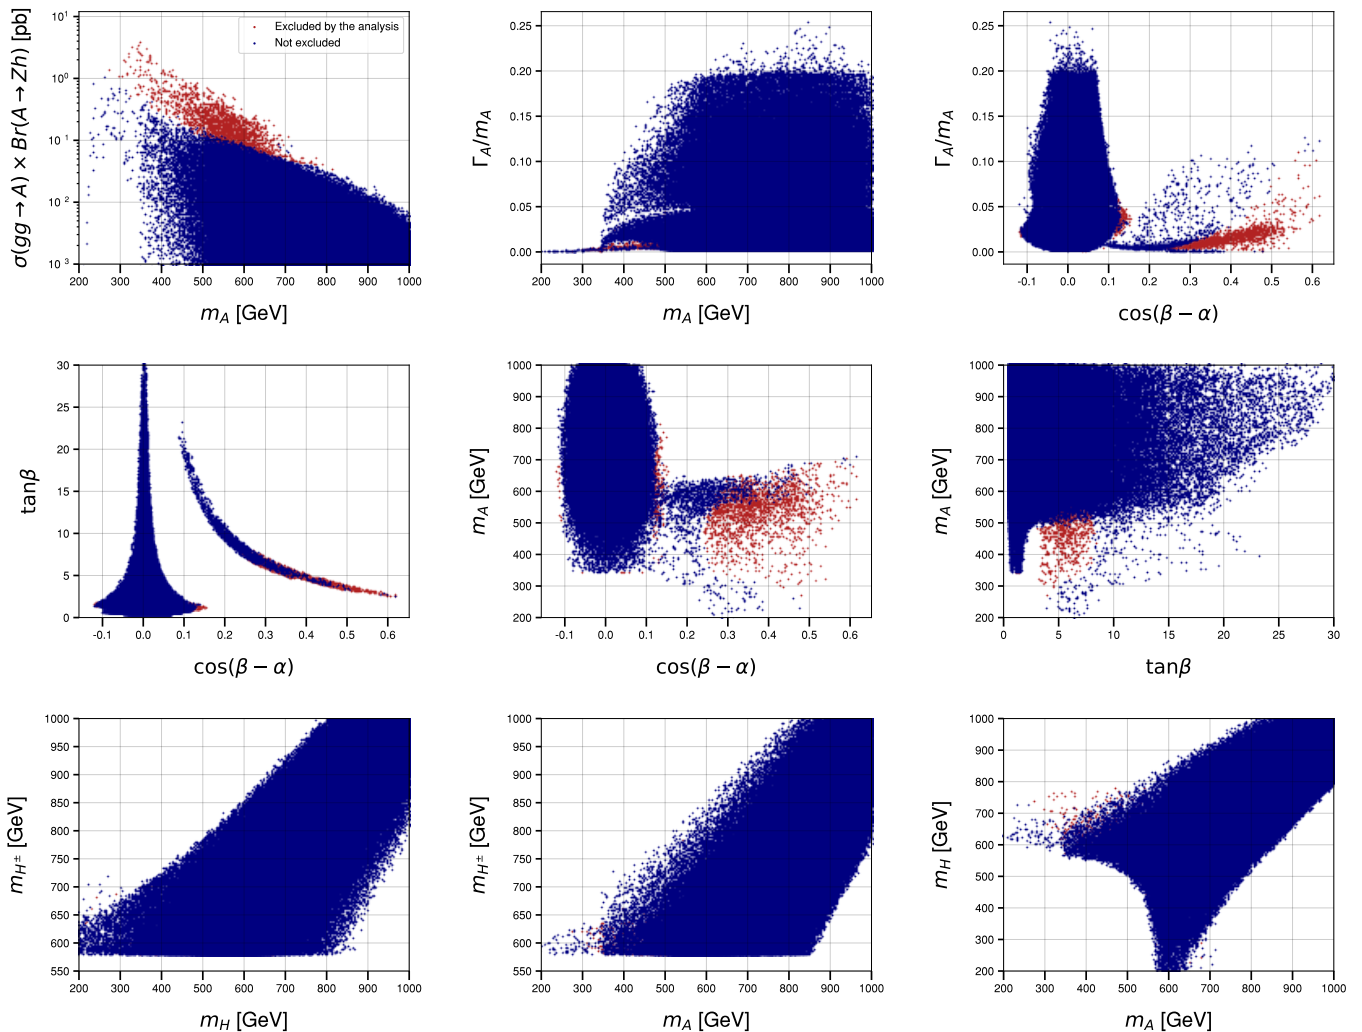 σ(gg → A) × Br(A → Zh) [pb]
10¹
10⁰
10 ¹
10 ²
10 ³
Excluded by the analysis
Not excluded
200 300 400 500 600 700 800 900 1000
m_A [GeV]
Γ_A/m_A
0.25
0.20
0.15
0.10
0.05
0.00
200 300 400 500 600 700 800 900 1000
m_A [GeV]
Γ_A/m_A
0.25
0.20
0.15
0.10
0.05
0.00
-0.1 0.0 0.1 0.2 0.3 0.4 0.5 0.6
cos(β − α)
tanβ
30
25
20
15
10
5
0
-0.1 0.0 0.1 0.2 0.3 0.4 0.5 0.6
cos(β − α)
m_A [GeV]
1000
900
800
700
600
500
400
300
200
-0.1 0.0 0.1 0.2 0.3 0.4 0.5 0.6
cos(β − α)
m_A [GeV]
1000
900
800
700
600
500
400
300
200
0 5 10 15 20 25 30
tanβ
m_H± [GeV]
1000
950
900
850
800
750
700
650
600
550
200 300 400 500 600 700 800 900 1000
m_H [GeV]
m_H± [GeV]
1000
950
900
850
800
750
700
650
600
550
200 300 400 500 600 700 800 900 1000
m_A [GeV]
m_H [GeV]
1000
900
800
700
600
500
400
300
200
200 300 400 500 600 700 800 900 1000
m_A [GeV]